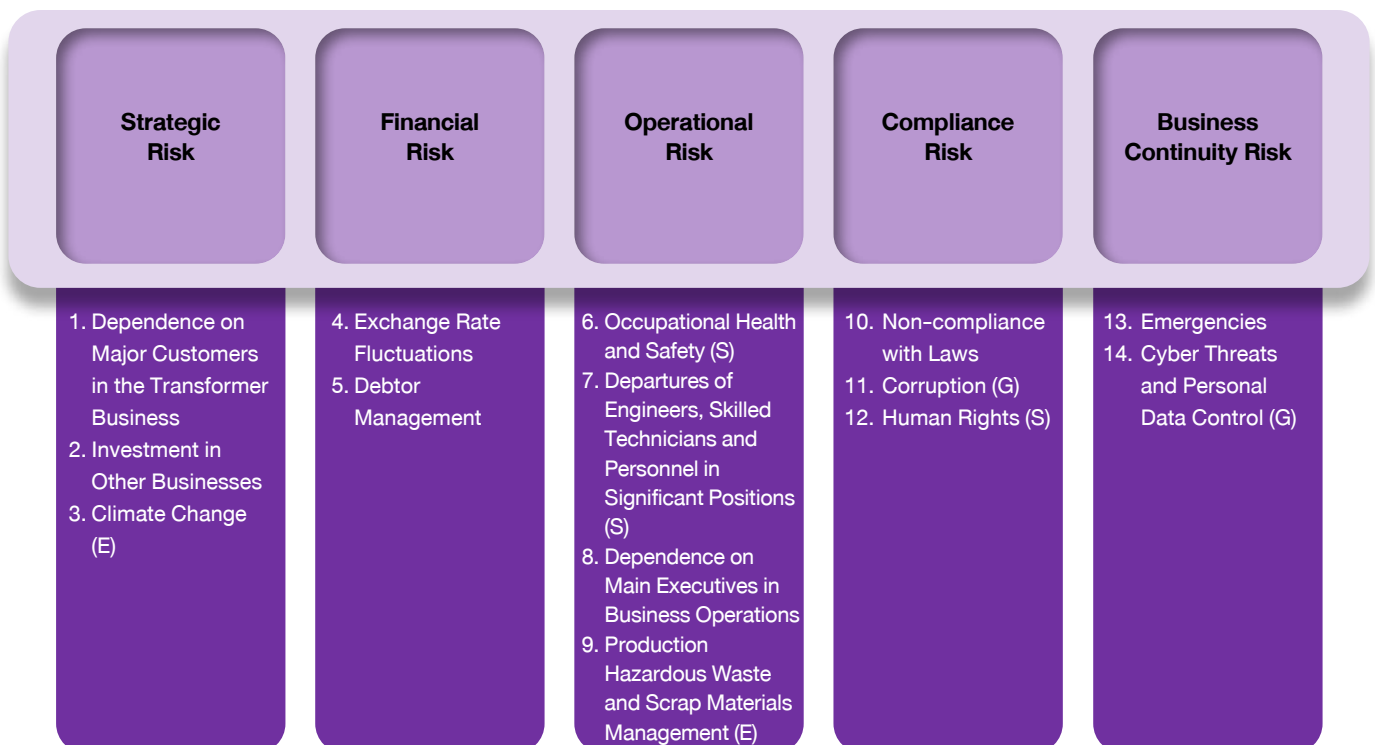 Strategic
Risk
Financial
Risk
Operational
Risk
Compliance
Risk
Business
Continuity Risk
1. Dependence on
Major Customers
in the Transformer
Business
2. Investment in
Other Businesses
3. Climate Change
(E)
4. Exchange Rate
Fluctuations
5. Debtor
Management
6. Occupational Health
and Safety (S)
7. Departures of
Engineers, Skilled
Technicians and
Personnel in
Significant Positions
(S)
8. Dependence on
Main Executives in
Business Operations
9. Production
Hazardous Waste
and Scrap Materials
Management (E)
10. Non-compliance
with Laws
11. Corruption (G)
12. Human Rights (S)
13. Emergencies
14. Cyber Threats
and Personal
Data Control (G)